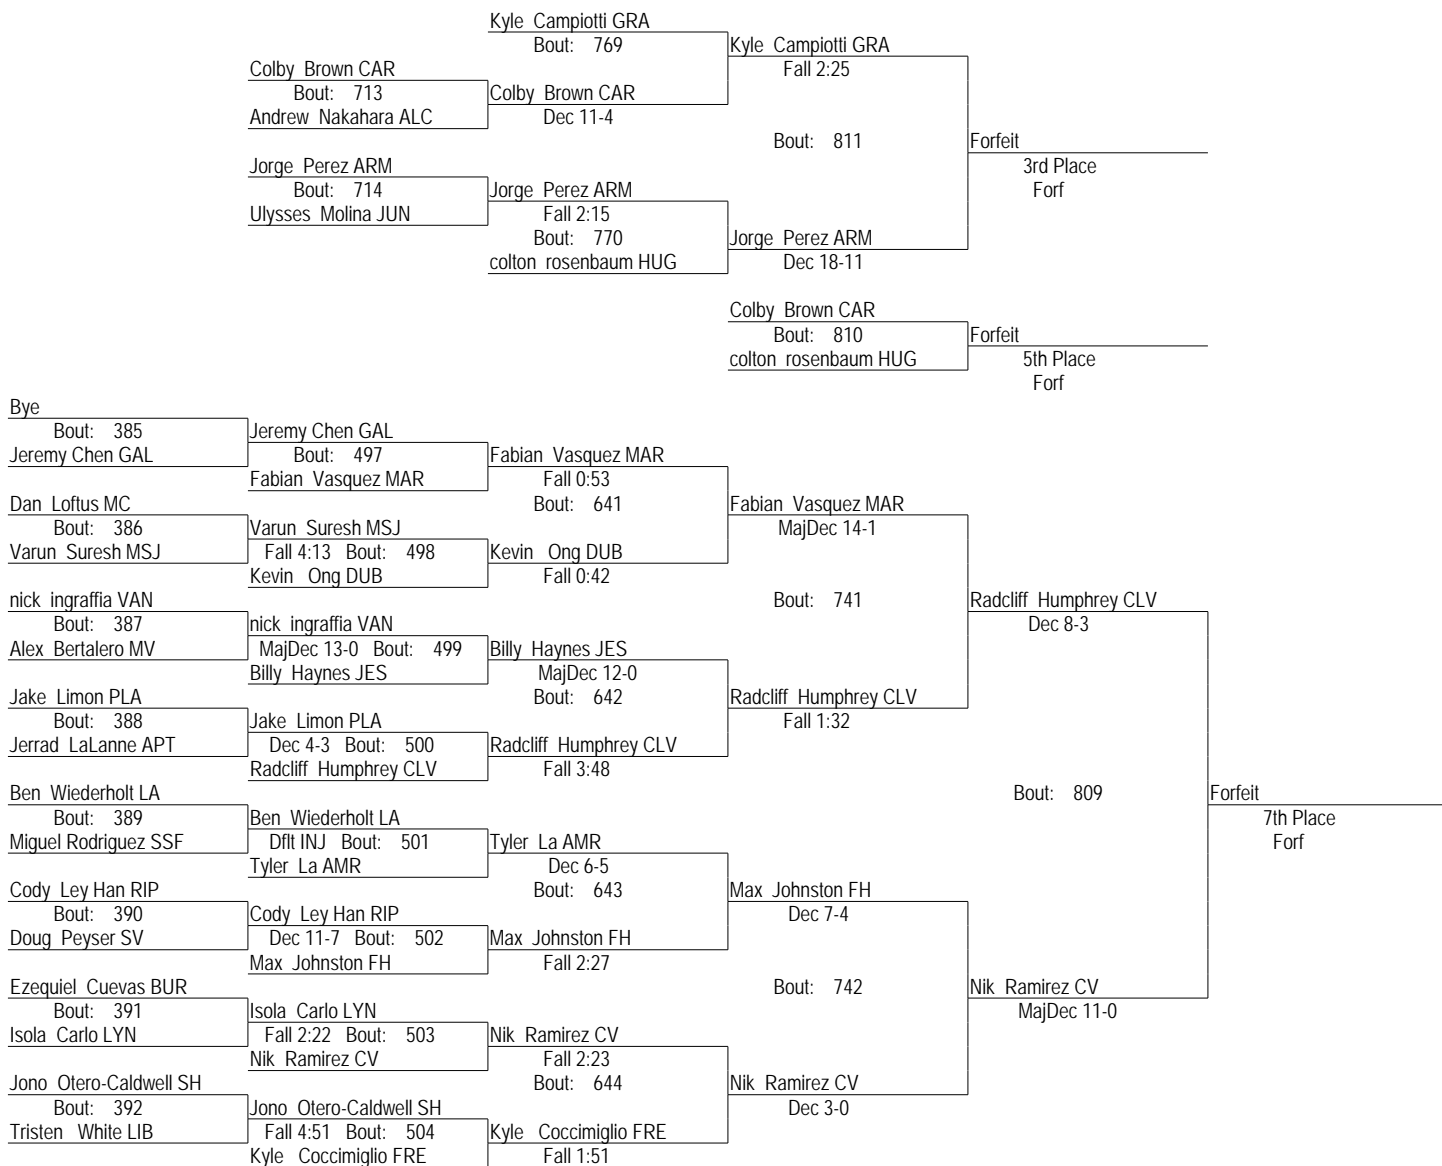 Kyle Campiotti GRA
Bout: 769
Kyle Campiotti GRA
Fall 2:25
Colby Brown CAR
Bout: 713
Colby Brown CAR
Andrew Nakahara ALC
Dec 11-4
Bout: 811
Forfeit
3rd Place
Forf
Jorge Perez ARM
Bout: 714
Jorge Perez ARM
Ulysses Molina JUN
Fall 2:15
Bout: 770
Jorge Perez ARM
colton rosenbaum HUG
Dec 18-11
Colby Brown CAR
Bout: 810
Forfeit
colton rosenbaum HUG
5th Place
Forf
Bye
Bout: 385
Jeremy Chen GAL
Jeremy Chen GAL
Bout: 497
Fabian Vasquez MAR
Fabian Vasquez MAR
Fall 0:53
Dan Loftus MC
Bout: 641
Fabian Vasquez MAR
Bout: 386
Varun Suresh MSJ
MajDec 14-1
Varun Suresh MSJ
Fall 4:13 Bout: 498
Kevin Ong DUB
Kevin Ong DUB
Fall 0:42
nick ingraffia VAN
Bout: 741
Radcliff Humphrey CLV
Bout: 387
nick ingraffia VAN
Dec 8-3
Alex Bertalero MV
MajDec 13-0 Bout: 499
Billy Haynes JES
Billy Haynes JES
MajDec 12-0
Jake Limon PLA
Bout: 642
Radcliff Humphrey CLV
Bout: 388
Jake Limon PLA
Fall 1:32
Jerrad LaLanne APT
Dec 4-3 Bout: 500
Radcliff Humphrey CLV
Radcliff Humphrey CLV
Fall 3:48
Ben Wiederholt LA
Bout: 809
Forfeit
Bout: 389
Ben Wiederholt LA
7th Place
Miguel Rodriguez SSF
Dflt INJ Bout: 501
Tyler La AMR
Forf
Tyler La AMR
Dec 6-5
Cody Ley Han RIP
Bout: 643
Max Johnston FH
Bout: 390
Cody Ley Han RIP
Dec 7-4
Doug Peyser SV
Dec 11-7 Bout: 502
Max Johnston FH
Max Johnston FH
Fall 2:27
Ezequiel Cuevas BUR
Bout: 742
Nik Ramirez CV
Bout: 391
Isola Carlo LYN
MajDec 11-0
Isola Carlo LYN
Fall 2:22 Bout: 503
Nik Ramirez CV
Nik Ramirez CV
Fall 2:23
Jono Otero-Caldwell SH
Bout: 644
Nik Ramirez CV
Bout: 392
Jono Otero-Caldwell SH
Dec 3-0
Tristen White LIB
Fall 4:51 Bout: 504
Kyle Coccimiglio FRE
Kyle Coccimiglio FRE
Fall 1:51